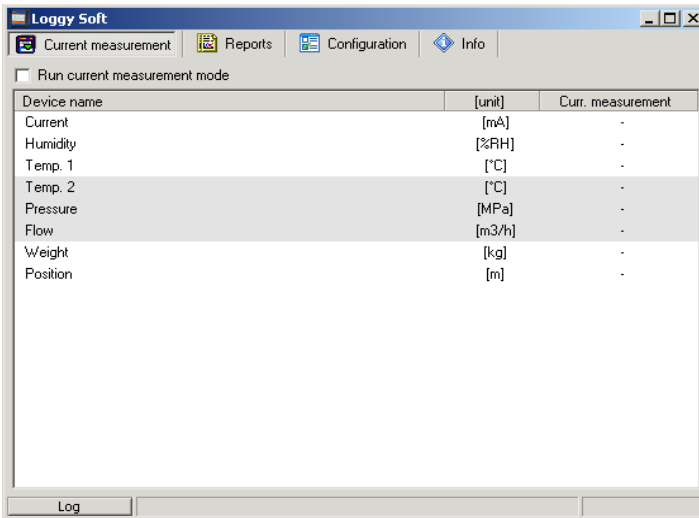 Loggy Soft
Current measurement Reports Configuration Info
Run current measurement mode
Device name [unit] Curr. measurement
Current [mA] -
Humidity [%RH] -
Temp. 1 [°C] -
Temp. 2 [°C] -
Pressure [MPa] -
Flow [m3/h] -
Weight [kg] -
Position [m] -
Log